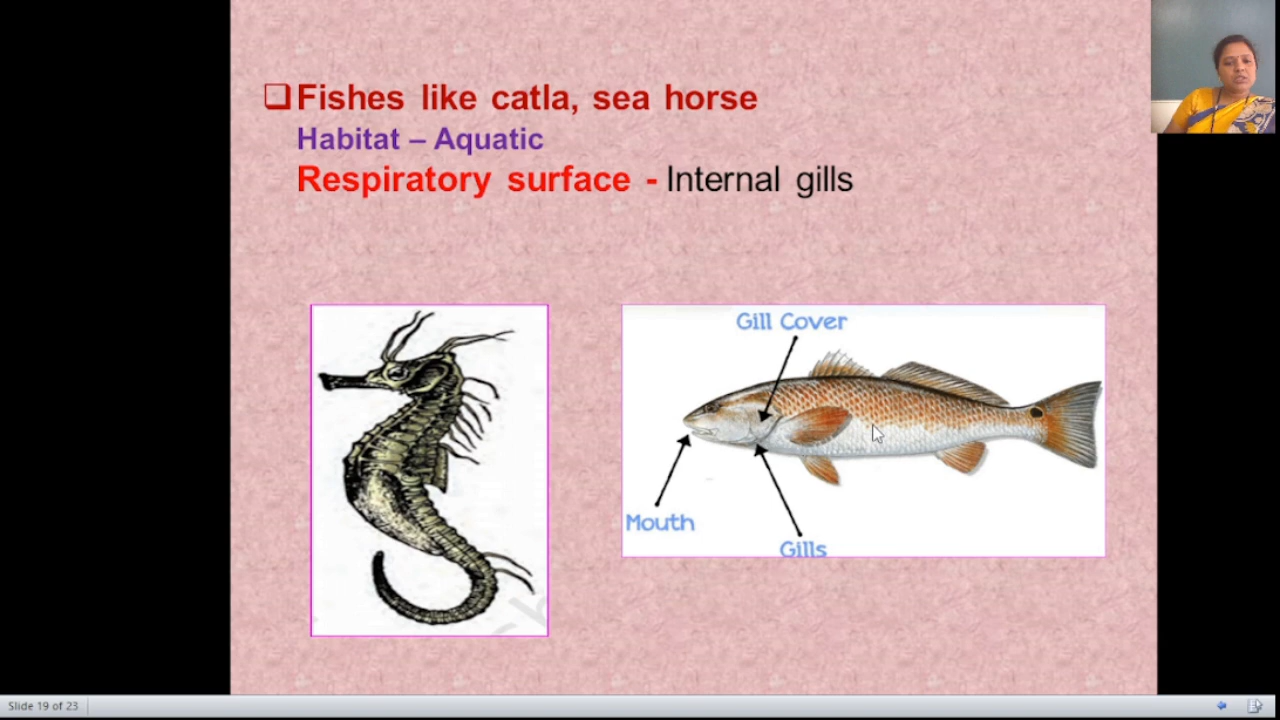 Fishes like catla, sea horse
Habitat – Aquatic
Respiratory surface - Internal gills
Gill Cover
Mouth
Gills
Slide 19 of 23